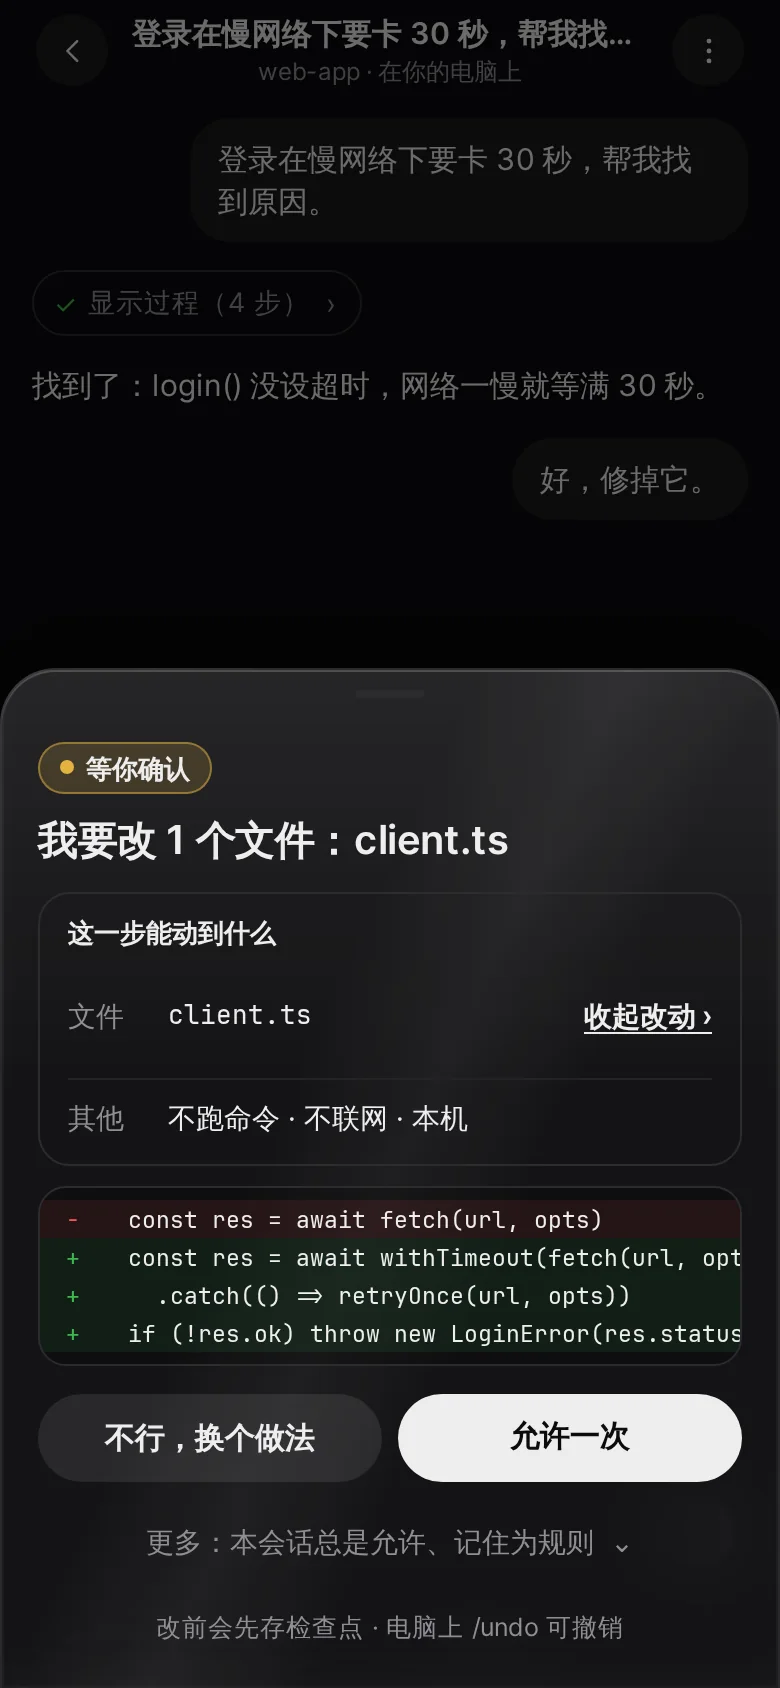 登录在慢网络下要卡 30 秒，帮我找...
web-app · 在你的电脑上
登录在慢网络下要卡 30 秒，帮我找
到原因。
显示过程（4 步） ›
找到了：login() 没设超时，网络一慢就等满 30 秒。
好，修掉它。
等你确认
我要改 1 个文件：client.ts
这一步能动到什么
文件 client.ts 收起改动 ›
其他 不跑命令 · 不联网 · 本机
- const res = await fetch(url, opts)
+ const res = await withTimeout(fetch(url, opt
+ .catch(() => retryOnce(url, opts))
+ if (!res.ok) throw new LoginError(res.status
不行，换个做法
允许一次
更多：本会话总是允许、记住为规则
改前会先存检查点 · 电脑上 /undo 可撤销